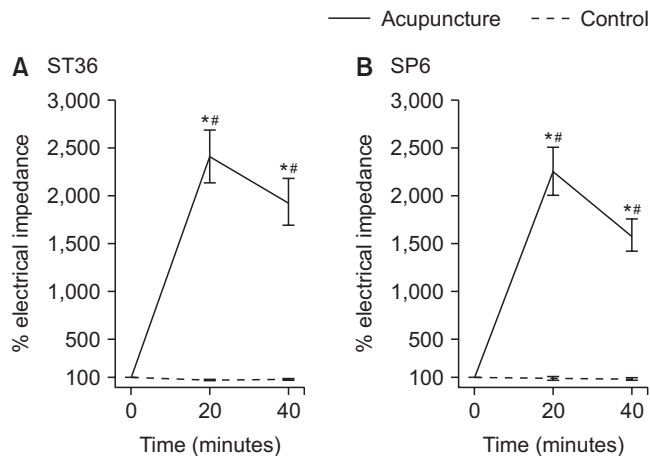 Acupuncture Control
A ST36
% electrical impedance
3,000
2,500
2,000
1,500
1,000
500
100
*#
*#
0 20 40
Time (minutes)
B SP6
% electrical impedance
3,000
2,500
2,000
1,500
1,000
500
100
*#
*#
0 20 40
Time (minutes)